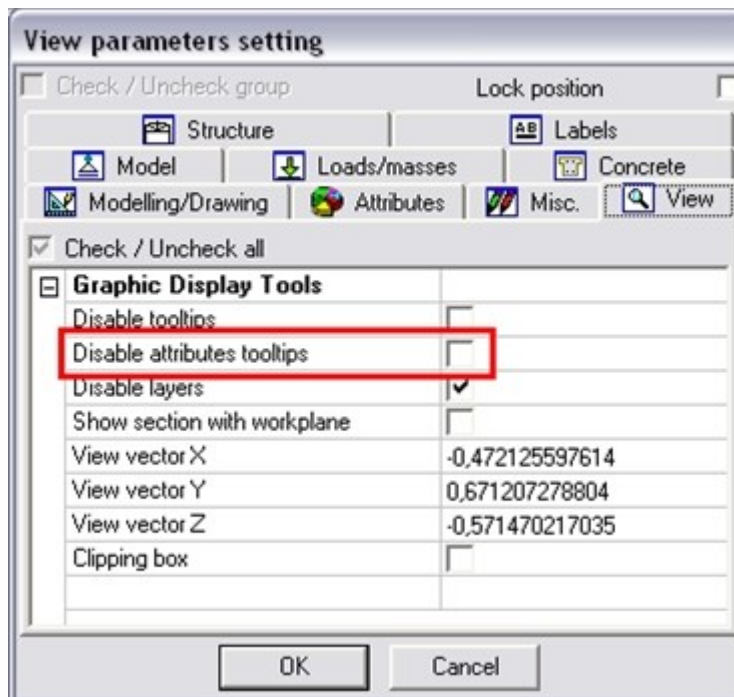 View parameters setting
Check / Uncheck group Lock position
Structure Labels
Model Loads/masses Concrete
Modelling/Drawing Attributes Misc. View
Check / Uncheck all
Graphic Display Tools
Disable tooltips
Disable attributes tooltips
Disable layers
Show section with workplane
View vector X -0,472125597614
View vector Y 0,671207278804
View vector Z -0,571470217035
Clipping box
OK Cancel